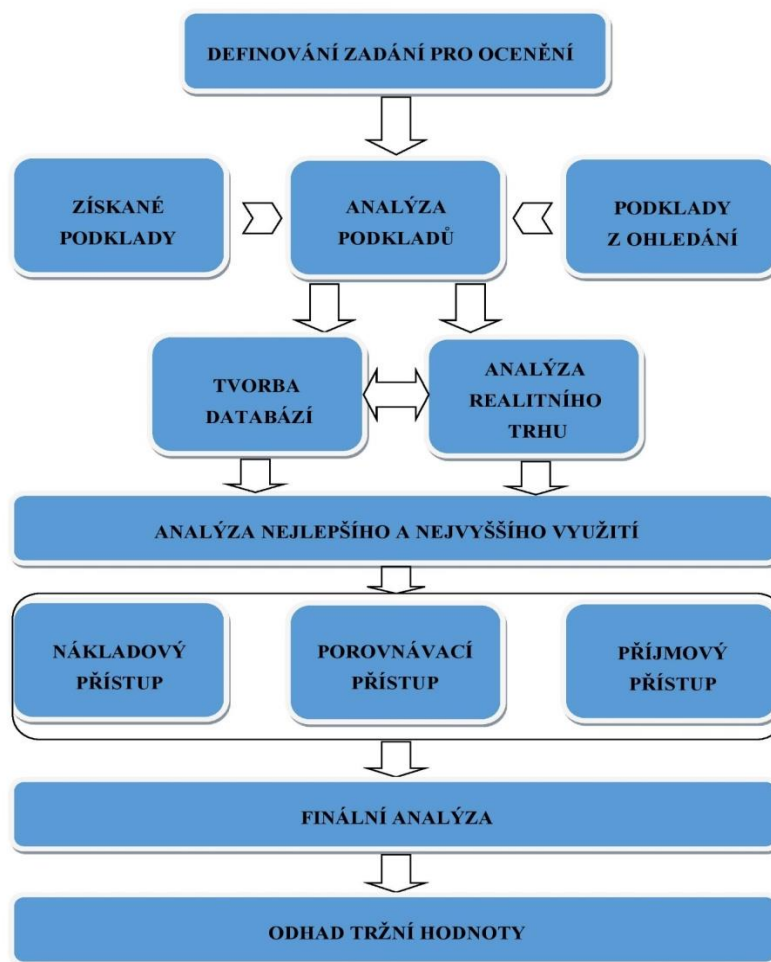 DEFINOVÁNÍ ZADÁNÍ PRO OCENĚNÍ
ZÍSKANÉ
PODKLADY
ANALÝZA
PODKLADŮ
PODKLADY
Z OHLEDÁNÍ
TVORBA
DATABÁZÍ
ANALÝZA
REALITNÍHO
TRHU
ANALÝZA NEJLEPŠÍHO A NEJVYŠŠÍHO VYUŽITÍ
NÁKLADOVÝ
PŘÍSTUP
POROVNÁVACÍ
PŘÍSTUP
PŘÍJMOVÝ
PŘÍSTUP
FINÁLNÍ ANALÝZA
ODHAD TRŽNÍ HODNOTY